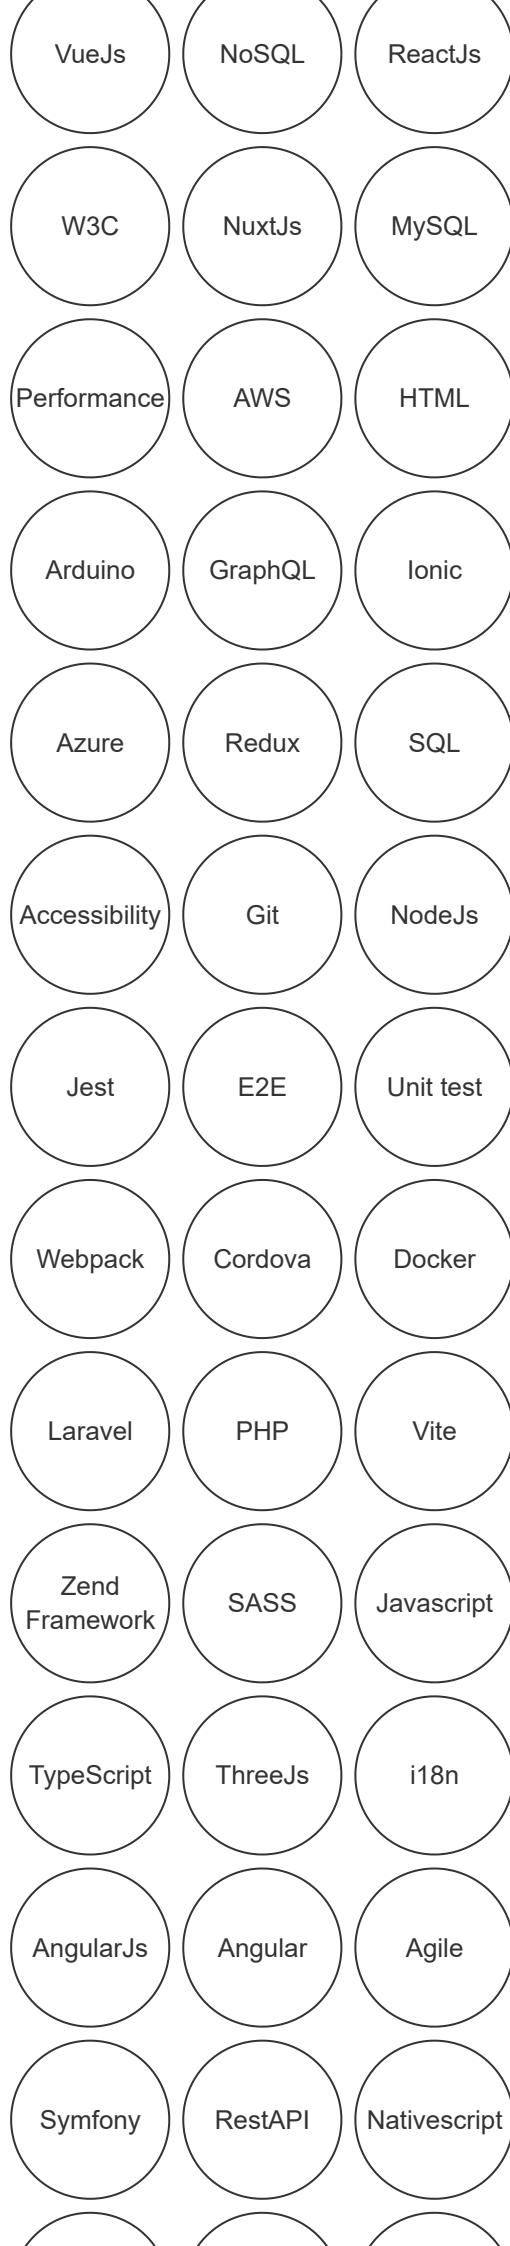 VueJs
NoSQL
ReactJs
W3C
NuxtJs
MySQL
Performance
AWS
HTML
Arduino
GraphQL
Ionic
Azure
Redux
SQL
Accessibility
Git
NodeJs
Jest
E2E
Unit test
Webpack
Cordova
Docker
Laravel
PHP
Vite
Zend
Framework
SASS
Javascript
TypeScript
ThreeJs
i18n
AngularJs
Angular
Agile
Symfony
RestAPI
Nativescript